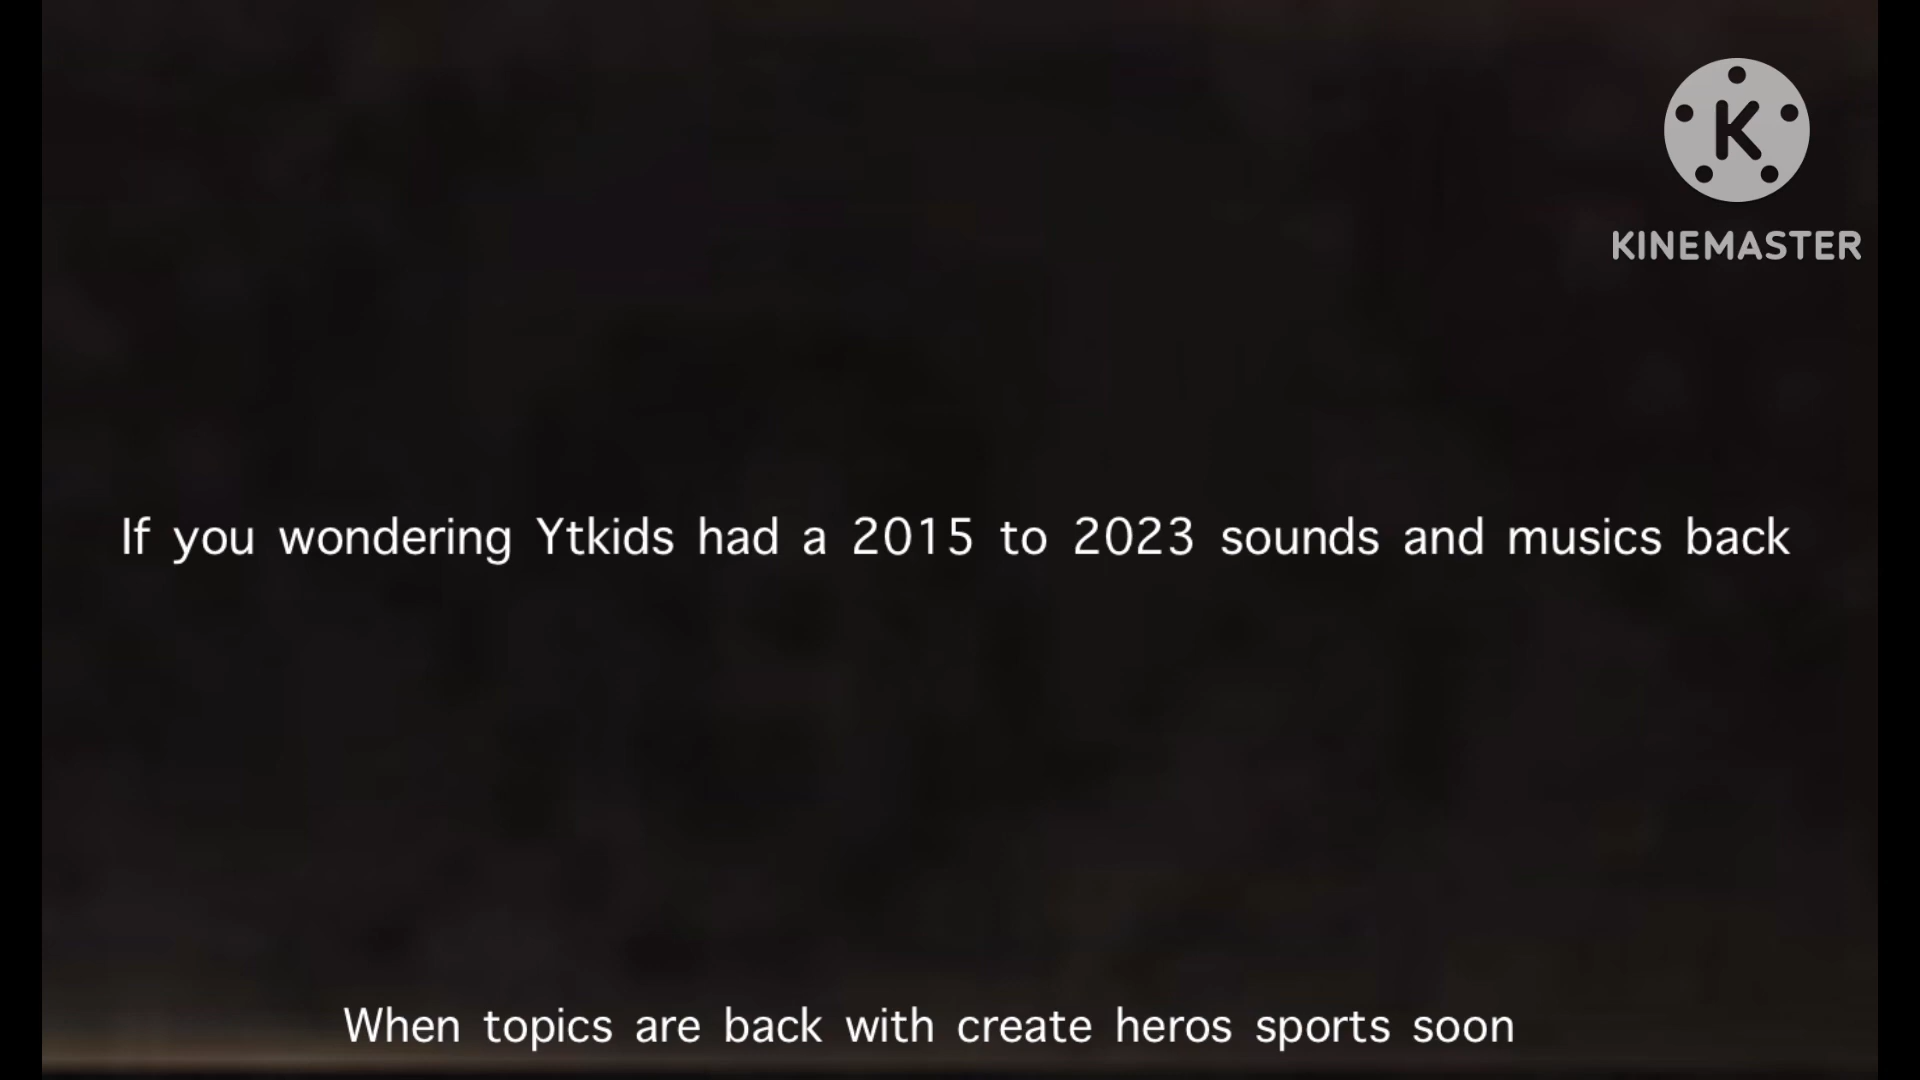 K
KINEMASTER
If you wondering Ytkids had a 2015 to 2023 sounds and musics back
When topics are back with create heros sports soon